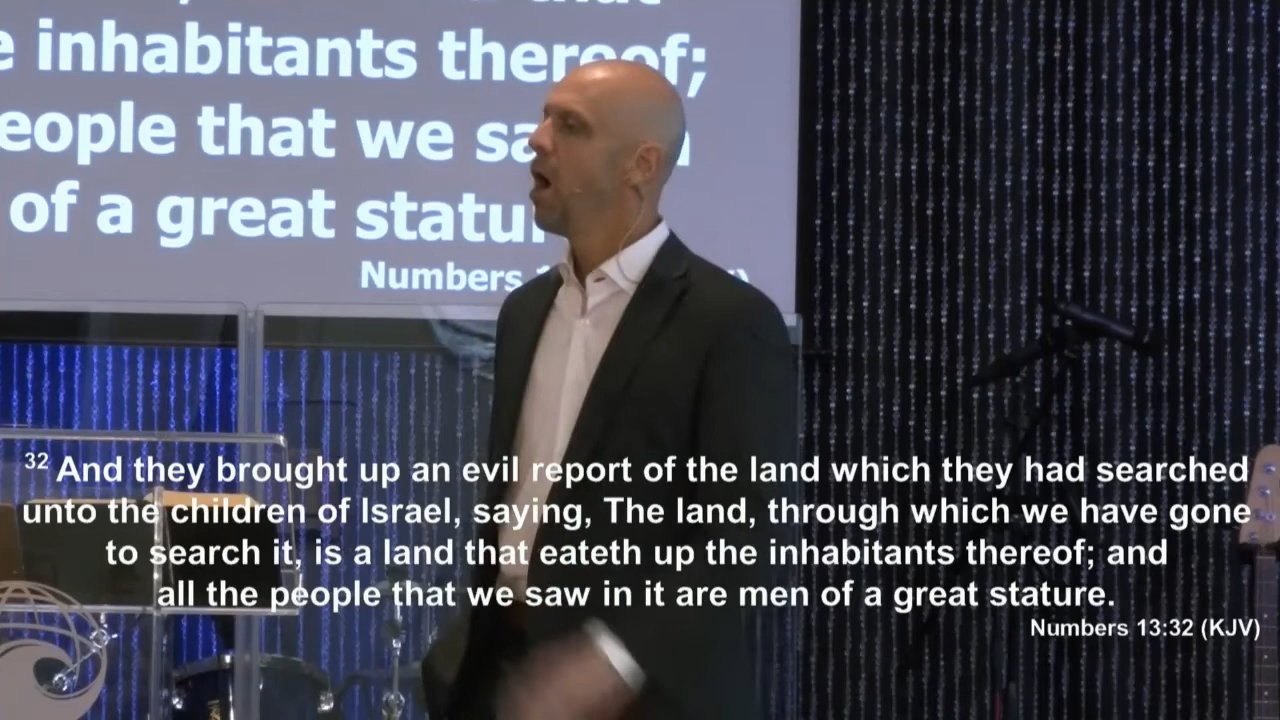 inhabitants thereof;
that we
of a great
Numbers
32 And they brought up an evil report of the land which they had searched
unto the children of Israel, saying, The land, through which we have gone
to search it, is a land that eateth up the inhabitants thereof; and
all the people that we saw in it are men of a great stature.
Numbers 13:32 (KJV)